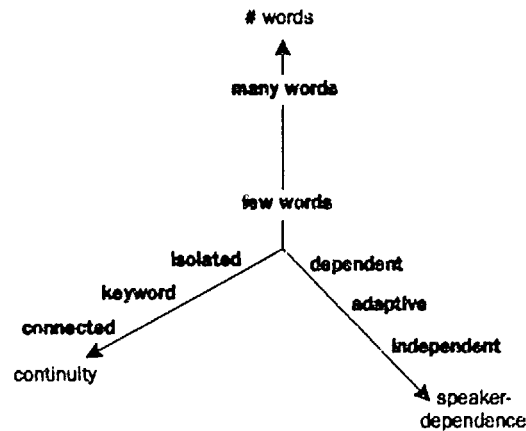 # words
many words
few words
isolated
dependent
keyword
adaptive
connected
independent
continuity
speaker-
dependence